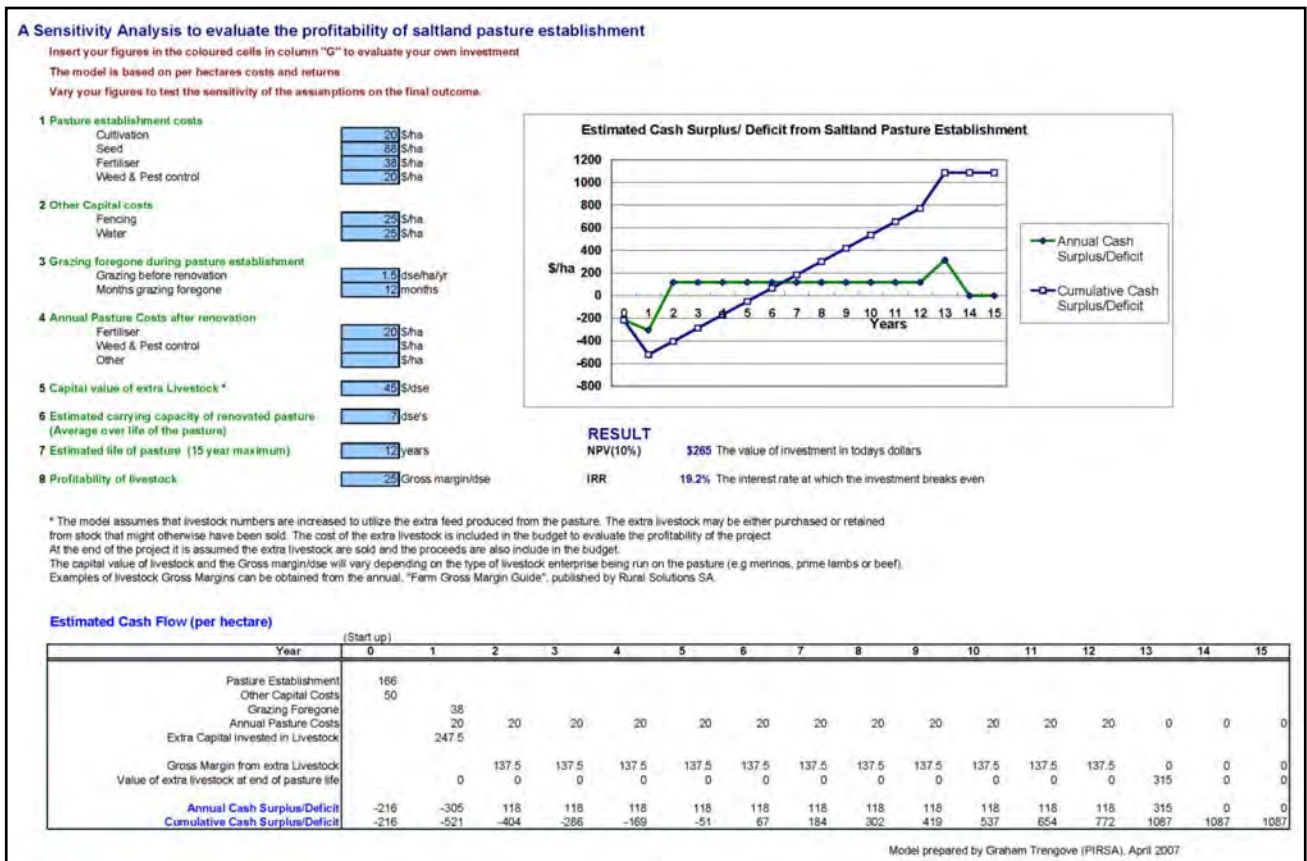 A Sensitivity Analysis to evaluate the profitability of saltland pasture establishment
Insert your figures in the coloured cells in column "G" to evaluate your own investment
The model is based on per hectares costs and returns
Vary your figures to test the sensitivity of the assumptions on the final outcome.
1 Pasture establishment costs
Cultivation 20 $/ha
Seed 88 $/ha
Fertiliser 38 $/ha
Weed & Pest control 20 $/ha
2 Other Capital costs
Fencing 25 $/ha
Water 25 $/ha
3 Grazing foregone during pasture establishment
Grazing before renovation 1.5 dse/ha/yr
Months grazing foregone 12 months
4 Annual Pasture Costs after renovation
Fertiliser 20 $/ha
Weed & Pest control $/ha
Other $/ha
5 Capital value of extra Livestock * 45 $/dse
6 Estimated carrying capacity of renovated pasture 7 dse's
(Average over life of the pasture)
7 Estimated life of pasture (15 year maximum) 12 years
8 Profitability of livestock 25 Gross margin/dse
Estimated Cash Surplus/ Deficit from Saltland Pasture Establishment
1200
1000
800
600
400
200
0
-200
-400
-600
-800
$/ha
0 1 2 3 4 5 6 7 8 9 10 11 12 13 14 15
Years
Annual Cash
Surplus/Deficit
Cumulative Cash
Surplus/Deficit
RESULT
NPV(10%) $265 The value of investment in todays dollars
IRR 19.2% The interest rate at which the investment breaks even
* The model assumes that livestock numbers are increased to utilize the extra feed produced from the pasture. The extra livestock may be either purchased or retained
from stock that might otherwise have been sold. The cost of the extra livestock is included in the budget to evaluate the profitability of the project
At the end of the project it is assumed the extra livestock are sold and the proceeds are also include in the budget.
The capital value of livestock and the Gross margin/dse will vary depending on the type of livestock enterprise being run on the pasture (e.g merinos, prime lambs or beef).
Examples of livestock Gross Margins can be obtained from the annual, "Farm Gross Margin Guide", published by Rural Solutions SA.
Estimated Cash Flow (per hectare)
(Start up)
Year 0 1 2 3 4 5 6 7 8 9 10 11 12 13 14 15
Pasture Establishment 166
Other Capital Costs 50
Grazing Foregone 38
Annual Pasture Costs 20 20 20 20 20 20 20 20 20 20 20 20 0 0 0
Extra Capital invested in Livestock 247.5
Gross Margin from extra Livestock 137.5 137.5 137.5 137.5 137.5 137.5 137.5 137.5 137.5 137.5 137.5 0 0 0
Value of extra livestock at end of pasture life 0 0 0 0 0 0 0 0 0 0 0 0 315 0 0
Annual Cash Surplus/Deficit -216 -305 118 118 118 118 118 118 118 118 118 118 118 315 0 0
Cumulative Cash Surplus/Deficit -216 -521 -404 -286 -169 -51 67 184 302 419 537 654 772 1087 1087 1087
Model prepared by Graham Trengove (PIRSA), April 2007